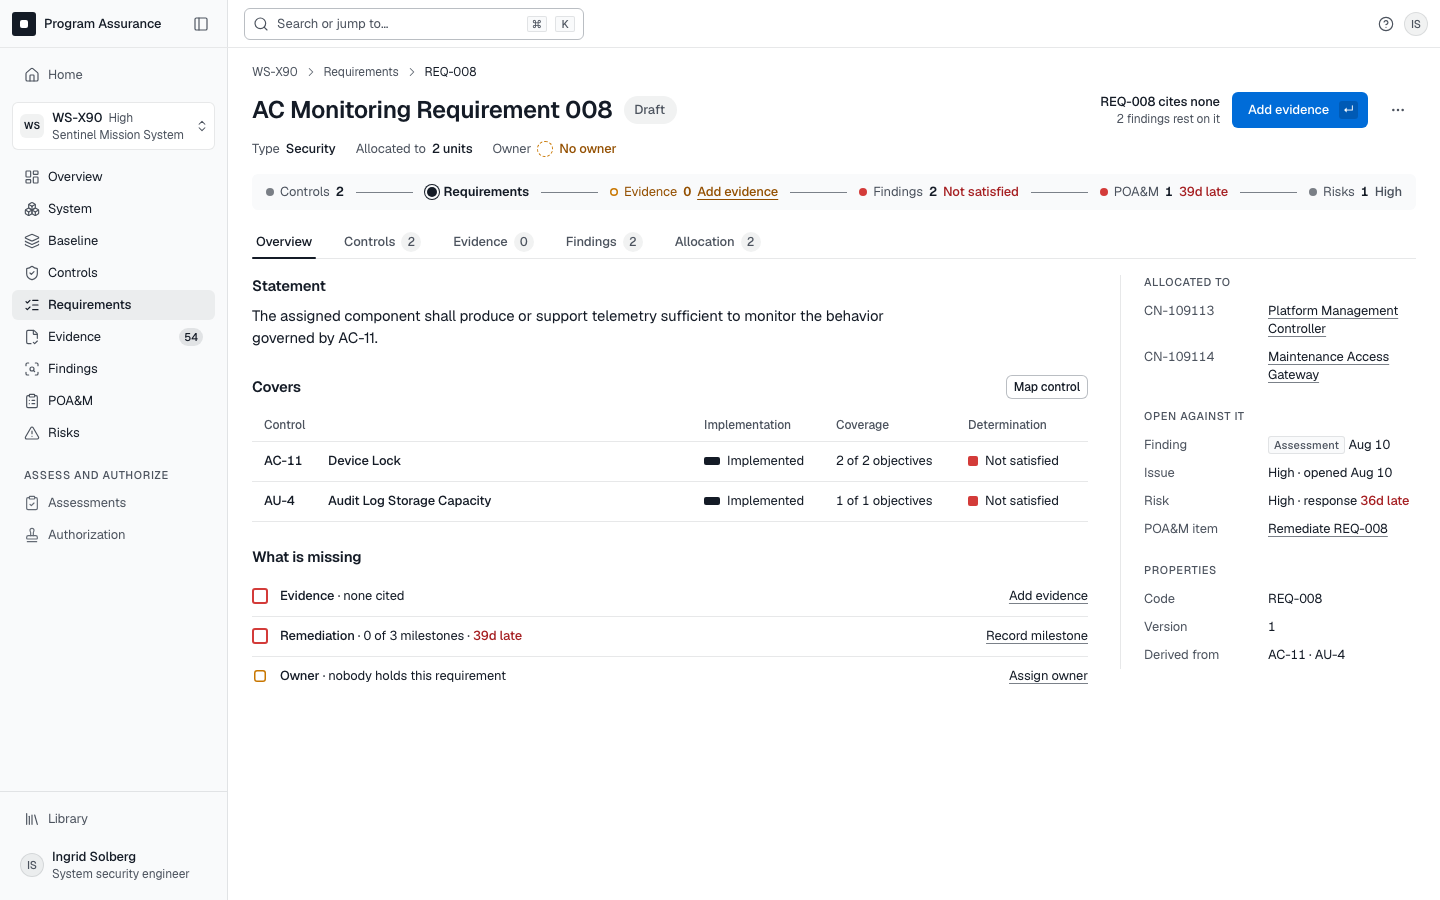 Program Assurance
Search or jump to...
⌘ K
IS
Home
WS
WS-X90 High
Sentinel Mission System
Overview
System
Baseline
Controls
Requirements
Evidence 54
Findings
POA&M
Risks
ASSESS AND AUTHORIZE
Assessments
Authorization
Library
IS
Ingrid Solberg
System security engineer
WS-X90 Requirements REQ-008
AC Monitoring Requirement 008 Draft
REQ-008 cites none
2 findings rest on it
Add evidence
Type Security Allocated to 2 units Owner No owner
Controls 2 Requirements Evidence 0 Add evidence Findings 2 Not satisfied POA&M 1 39d late Risks 1 High
Overview Controls 2 Evidence 0 Findings 2 Allocation 2
Statement
The assigned component shall produce or support telemetry sufficient to monitor the behavior
governed by AC-11.
Covers Map control
Control Implementation Coverage Determination
AC-11 Device Lock Implemented 2 of 2 objectives Not satisfied
AU-4 Audit Log Storage Capacity Implemented 1 of 1 objectives Not satisfied
What is missing
Evidence · none cited Add evidence
Remediation · 0 of 3 milestones · 39d late Record milestone
Owner · nobody holds this requirement Assign owner
ALLOCATED TO
CN-109113 Platform Management
Controller
CN-109114 Maintenance Access
Gateway
OPEN AGAINST IT
Finding Assessment Aug 10
Issue High · opened Aug 10
Risk High · response 36d late
POA&M item Remediate REQ-008
PROPERTIES
Code REQ-008
Version 1
Derived from AC-11 · AU-4